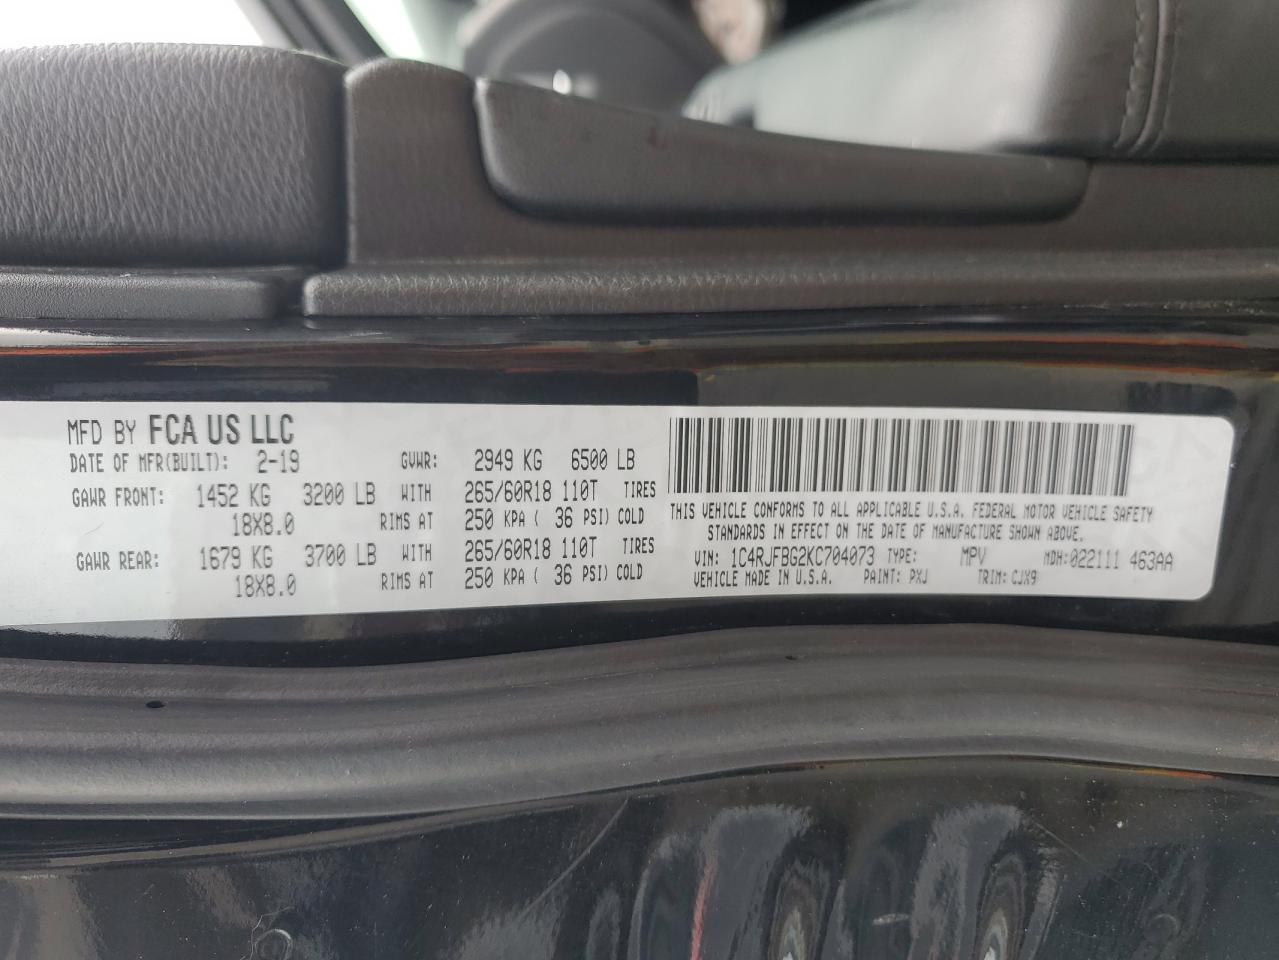 MFD BY FCA US LLC
DATE OF MFR(BUILT): 2-19 GVWR: 2949 KG 6500 LB
GAWR FRONT: 1452 KG 3200 LB WITH 265/60R18 110T TIRES
18X8.0 RIMS AT 250 KPA ( 36 PSI) COLD
GAWR REAR: 1679 KG 3700 LB WITH 265/60R18 110T TIRES
18X8.0 RIMS AT 250 KPA ( 36 PSI) COLD
THIS VEHICLE CONFORMS TO ALL APPLICABLE U.S.A. FEDERAL MOTOR VEHICLE SAFETY
STANDARDS IN EFFECT ON THE DATE OF MANUFACTURE SHOWN ABOVE.
VIN: 1C4RJFBG2KC704073 TYPE: MPV MDH:022111 463AA
VEHICLE MADE IN U.S.A. PAINT: PXJ TRIM: CJX9